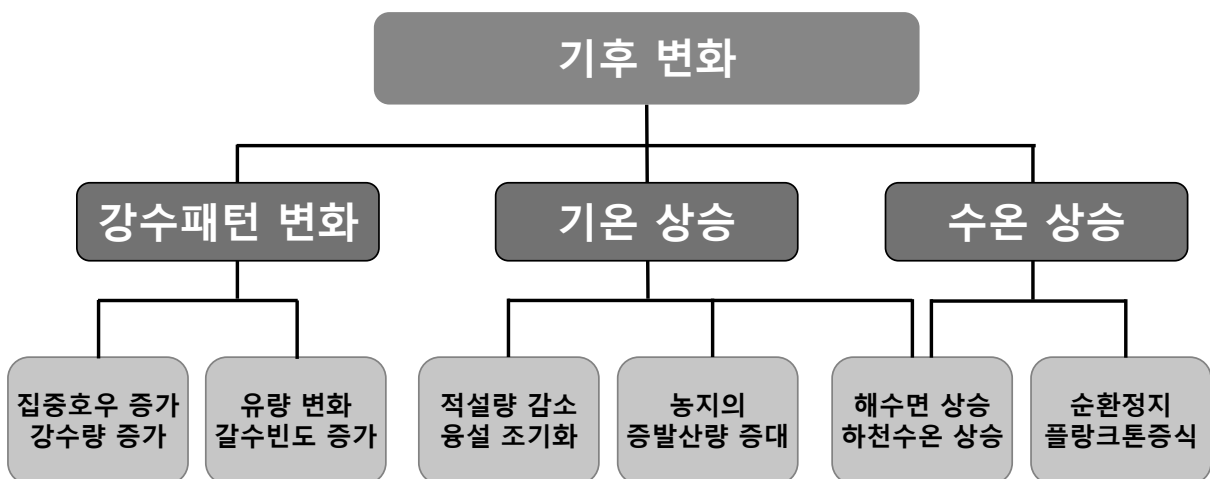 기후 변화
강수패턴 변화
기온 상승
수온 상승
집중호우 증가
강수량 증가
유량 변화
갈수빈도 증가
적설량 감소
융설 조기화
농지의
증발산량 증대
해수면 상승
하천수온 상승
순환정지
플랑크톤증식